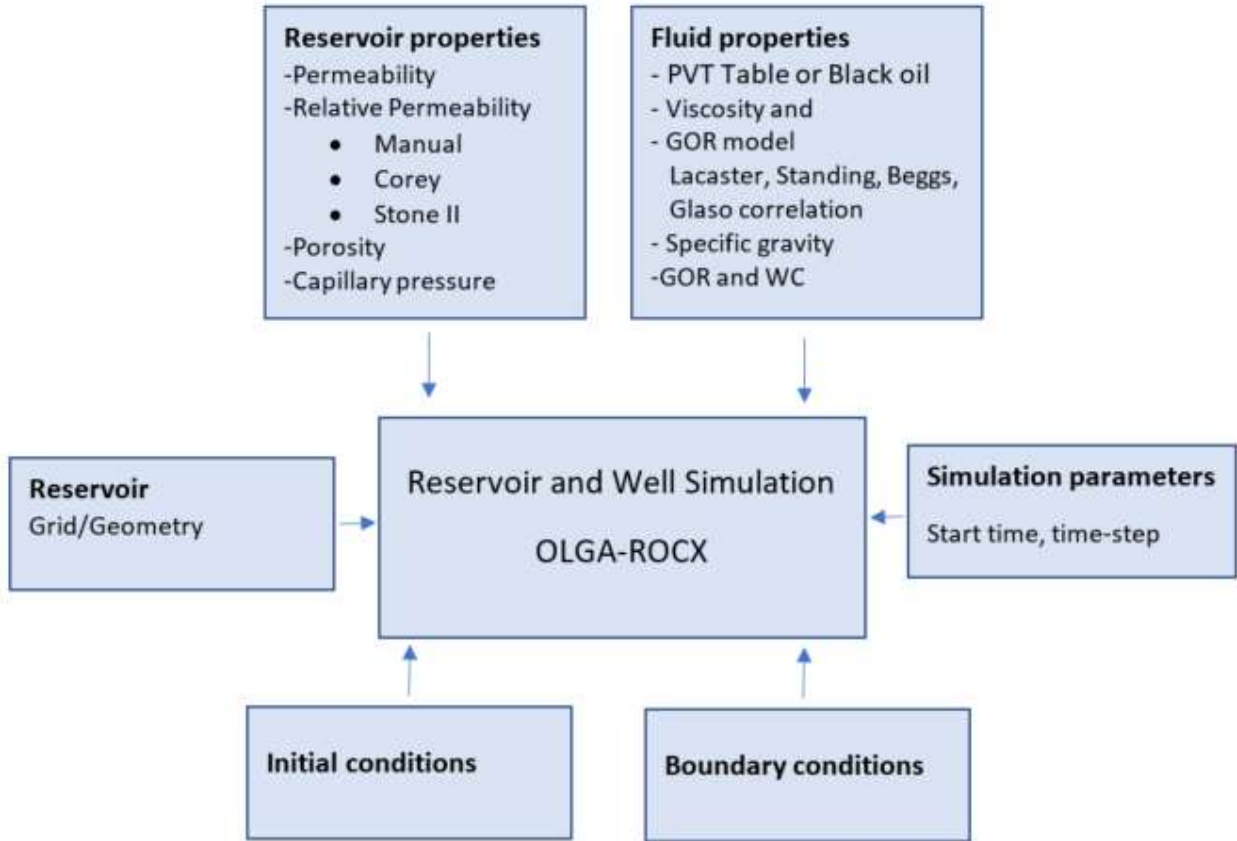 Reservoir properties
-Permeability
-Relative Permeability
• Manual
• Corey
• Stone II
-Porosity
-Capillary pressure
Fluid properties
- PVT Table or Black oil
- Viscosity and
- GOR model
Lacaster, Standing, Beggs,
Glaso correlation
- Specific gravity
-GOR and WC
Reservoir
Grid/Geometry
Reservoir and Well Simulation
OLGA-ROCX
Simulation parameters
Start time, time-step
Initial conditions
Boundary conditions